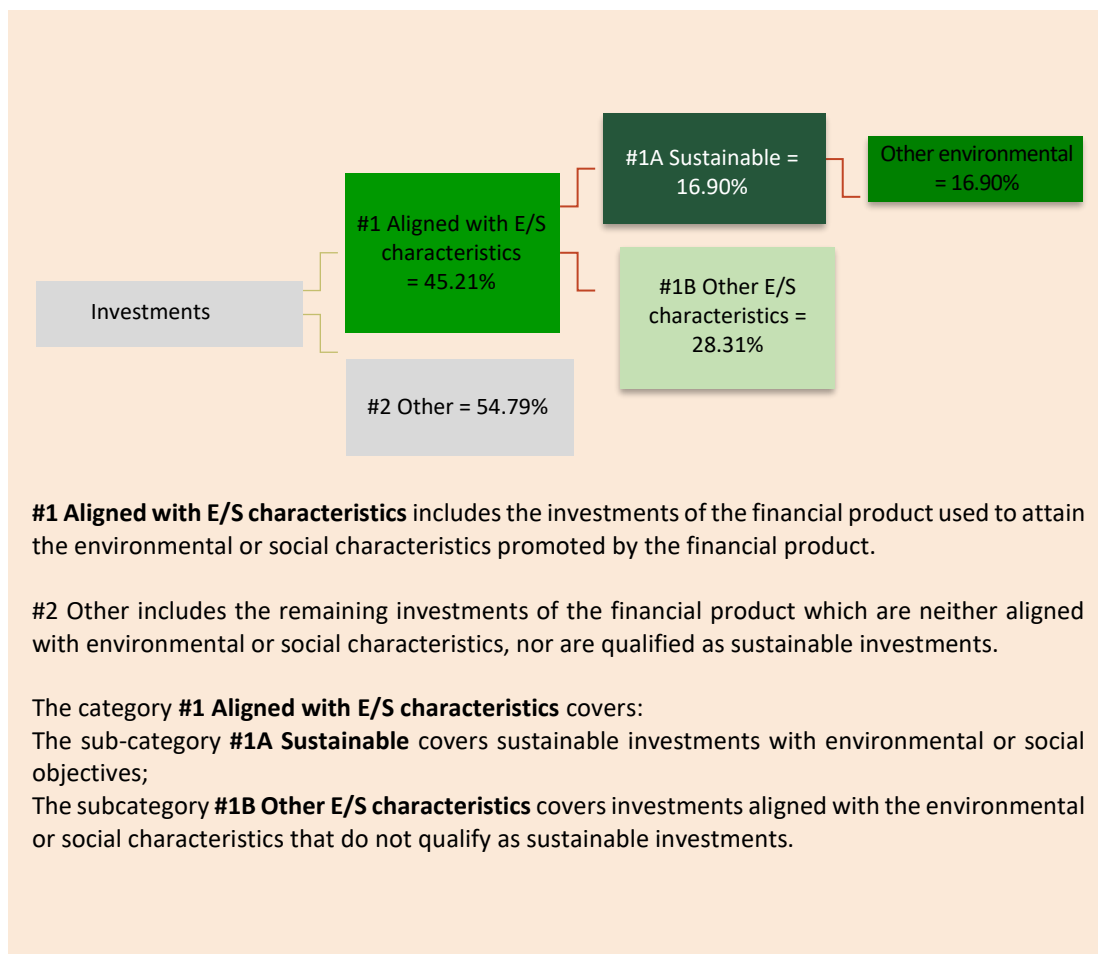 #1A Sustainable =
16.90%
Other environmental
= 16.90%
#1 Aligned with E/S
characteristics
= 45.21%
Investments
#1B Other E/S
characteristics =
28.31%
#2 Other = 54.79%
#1 Aligned with E/S characteristics includes the investments of the financial product used to attain
the environmental or social characteristics promoted by the financial product.
#2 Other includes the remaining investments of the financial product which are neither aligned
with environmental or social characteristics, nor are qualified as sustainable investments.
The category #1 Aligned with E/S characteristics covers:
The sub-category #1A Sustainable covers sustainable investments with environmental or social
objectives;
The subcategory #1B Other E/S characteristics covers investments aligned with the environmental
or social characteristics that do not qualify as sustainable investments.